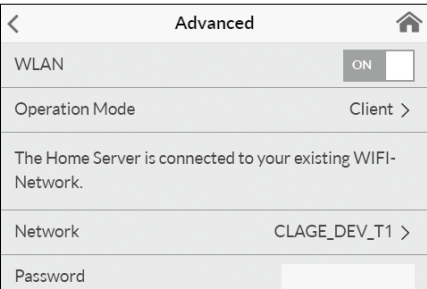 Advanced
WLAN ON
Operation Mode Client >
The Home Server is connected to your existing WIFI-
Network.
Network CLAGE_DEV_T1 >
Password